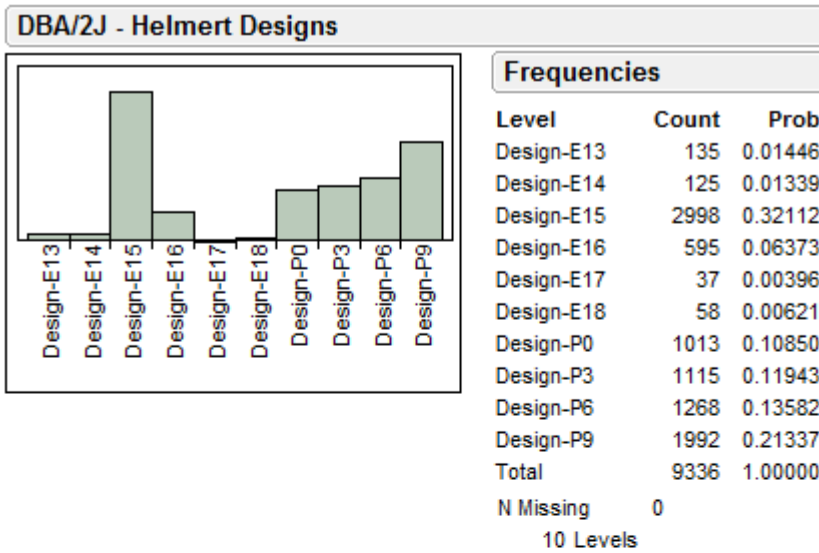 DBA/2J - Helmert Designs
Design-E13
Design-E14
Design-E15
Design-E16
Design-E17
Design-E18
Design-P0
Design-P3
Design-P6
Design-P9
Frequencies
Level Count Prob
Design-E13 135 0.01446
Design-E14 125 0.01339
Design-E15 2998 0.32112
Design-E16 595 0.06373
Design-E17 37 0.00396
Design-E18 58 0.00621
Design-P0 1013 0.10850
Design-P3 1115 0.11943
Design-P6 1268 0.13582
Design-P9 1992 0.21337
Total 9336 1.00000
N Missing 0
10 Levels